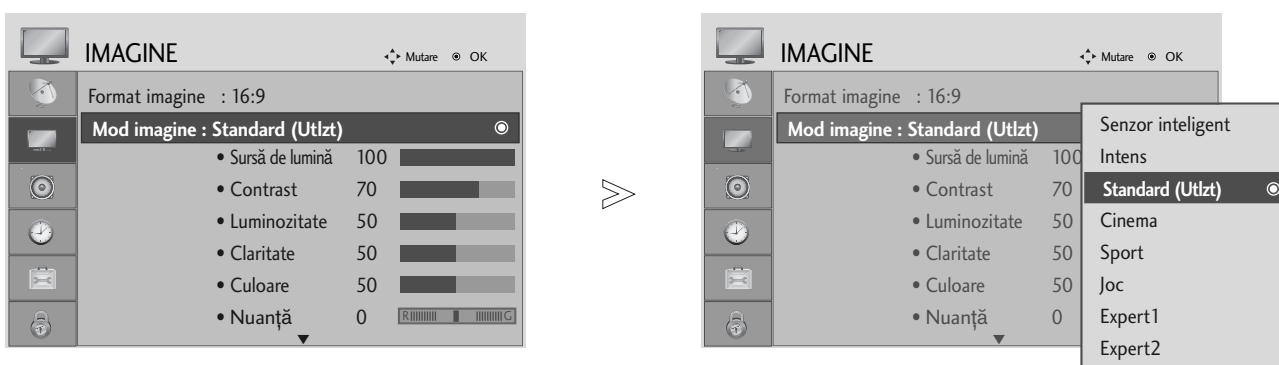 IMAGINE
Mutare OK
Format imagine : 16:9
Mod imagine : Standard (Utlzt)
• Sursă de lumină 100
• Contrast 70
• Luminozitate 50
• Claritate 50
• Culoare 50
• Nuanță 0 R G
IMAGINE
Mutare OK
Format imagine : 16:9
Mod imagine : Standard (Utlzt)
• Sursă de lumină 100
• Contrast 70
• Luminozitate 50
• Claritate 50
• Culoare 50
• Nuanță 0
Senzor inteligent
Intens
Standard (Utlzt)
Cinema
Sport
Joc
Expert1
Expert2